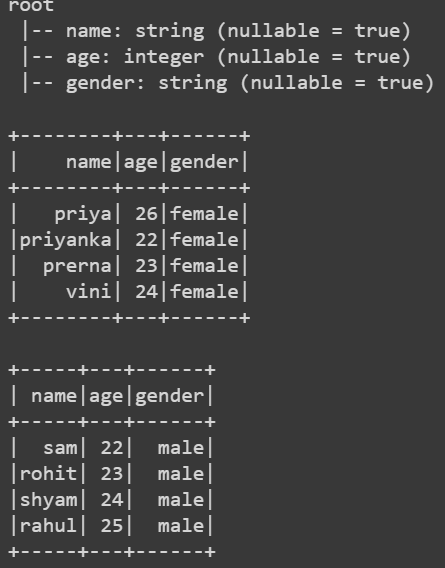 root
 |-- name: string (nullable = true)
 |-- age: integer (nullable = true)
 |-- gender: string (nullable = true)
+--------+---+------+
|    name|age|gender|
+--------+---+------+
|   priya| 26|female|
|priyanka| 22|female|
|  prerna| 23|female|
|    vini| 24|female|
+--------+---+------+
+-----+---+------+
| name|age|gender|
+-----+---+------+
|  sam| 22|  male|
|rohit| 23|  male|
|shyam| 24|  male|
|rahul| 25|  male|
+-----+---+------+